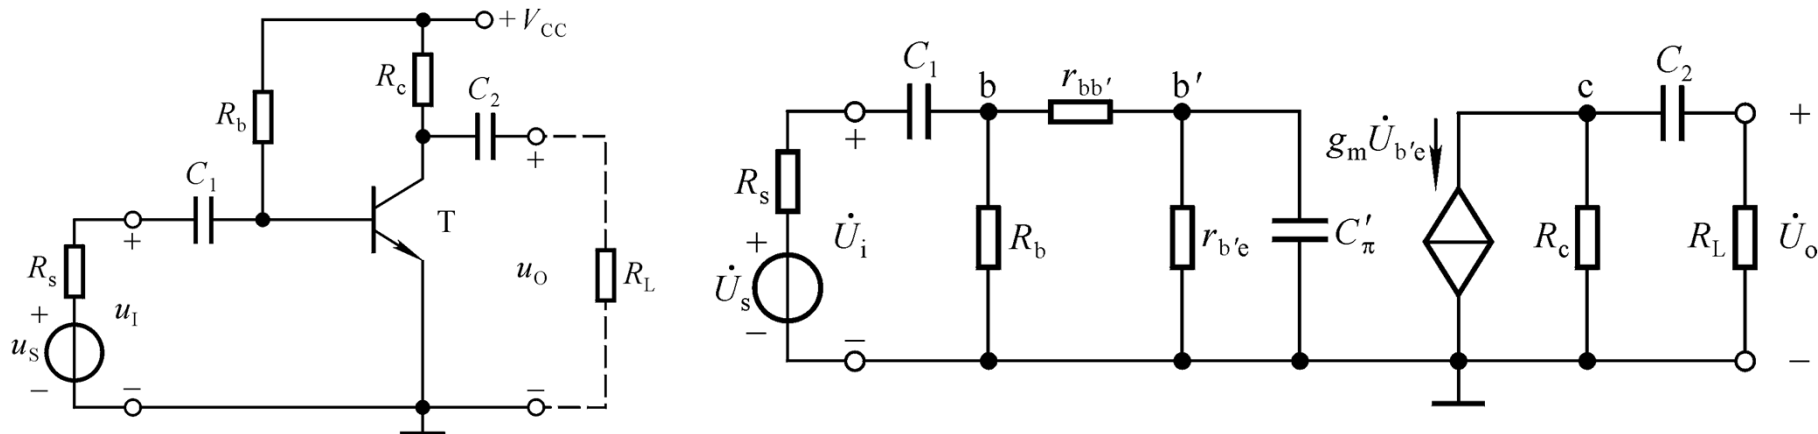 +V_CC
R_c
C_2
R_b
+
C_1
T
+
R_s
u_O
R_L
+
u_I
u_S
−
−
−
C_1
b
r_bb′
b′
c
C_2
+
+
g_m U̇_b′e
R_s
+
U̇_i
R_b
r_b′e
C′_π
R_c
R_L
U̇_o
U̇_s
−
−
−